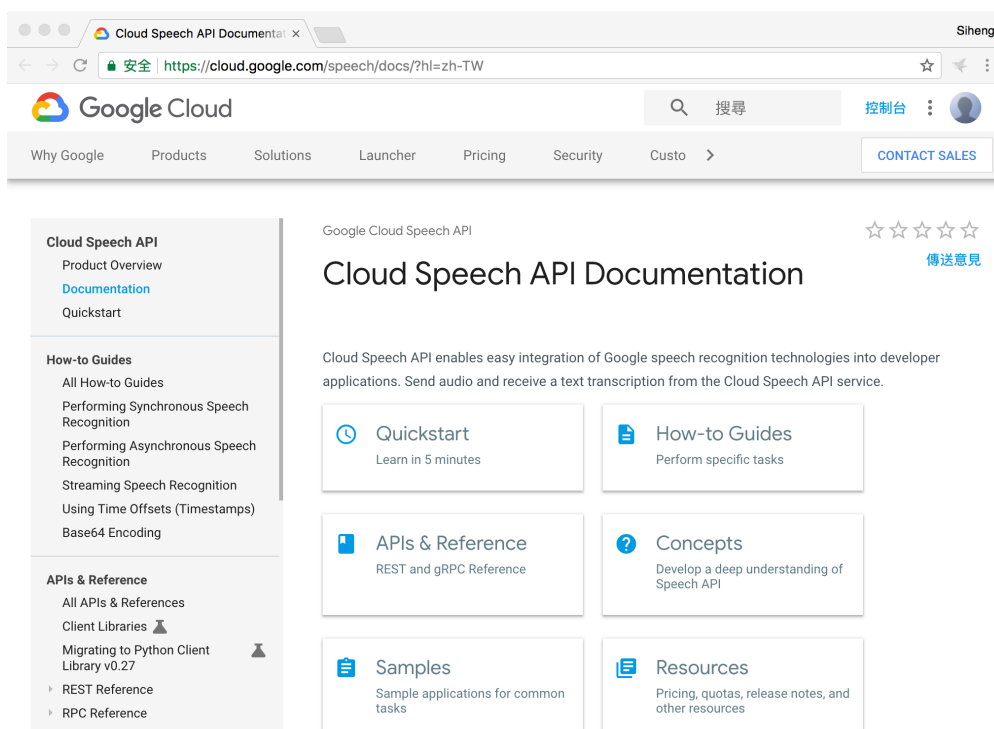 Cloud Speech API Documentat
Siheng
安全 https://cloud.google.com/speech/docs/?hl=zh-TW
Google Cloud
搜尋
控制台
Why Google Products Solutions Launcher Pricing Security Custo
CONTACT SALES
Cloud Speech API
Product Overview
Documentation
Quickstart
How-to Guides
All How-to Guides
Performing Synchronous Speech
Recognition
Performing Asynchronous Speech
Recognition
Streaming Speech Recognition
Using Time Offsets (Timestamps)
Base64 Encoding
APIs & Reference
All APIs & References
Client Libraries
Migrating to Python Client
Library v0.27
REST Reference
RPC Reference
Google Cloud Speech API
傳送意見
Cloud Speech API Documentation
Cloud Speech API enables easy integration of Google speech recognition technologies into developer
applications. Send audio and receive a text transcription from the Cloud Speech API service.
Quickstart
Learn in 5 minutes
How-to Guides
Perform specific tasks
APIs & Reference
REST and gRPC Reference
Concepts
Develop a deep understanding of
Speech API
Samples
Sample applications for common
tasks
Resources
Pricing, quotas, release notes, and
other resources